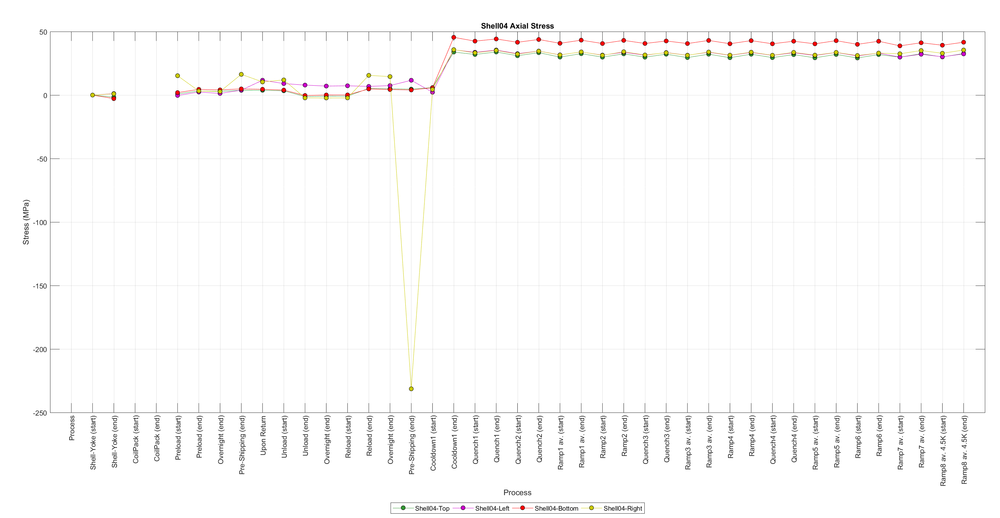 Shell04 Axial Stress
50
0
-50
-100
-150
-200
-250
Stress (MPa)
Process
Shell-Yoke (start)
Shell-Yoke (end)
CoilPack (start)
CoilPack (end)
Preload (start)
Preload (end)
Overnight (end)
Pre-Shipping (end)
Upon Return
Unload (start)
Unload (end)
Overnight (end)
Reload (start)
Reload (end)
Overnight (end)
Pre-Shipping (end)
Cooldown1 (start)
Cooldown1 (end)
Quench1 (start)
Quench1 (end)
Quench2 (start)
Quench2 (end)
Ramp1 av. (start)
Ramp1 av. (end)
Ramp2 (start)
Ramp2 (end)
Quench3 (start)
Quench3 (end)
Ramp3 av. (start)
Ramp3 av. (end)
Ramp4 (start)
Ramp4 (end)
Quench4 (start)
Quench4 (end)
Ramp5 av. (start)
Ramp5 av. (end)
Ramp6 (start)
Ramp6 (end)
Ramp7 av. (start)
Ramp7 av. (end)
Ramp8 av. 4.5K (start)
Ramp8 av. 4.5K (end)
Process
Shell04-Top Shell04-Left Shell04-Bottom Shell04-Right